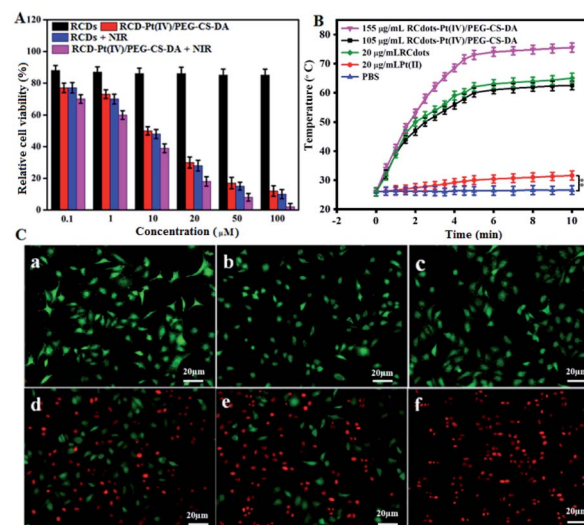 A
RCDs
RCD-Pt(IV)/PEG-CS-DA
RCDs + NIR
RCD-Pt(IV)/PEG-CS-DA + NIR
Relative cell viability (%)
120
100
80
60
40
20
0
0.1 1 10 20 50 100
Concentration (μM)
B
155 μg/mL RCdots-Pt(IV)/PEG-CS-DA
105 μg/mL RCdots-Pt(IV)/PEG-CS-DA
20 μg/mLRCdots
20 μg/mLPt(II)
PBS
Temperature (°C)
90
80
70
60
50
40
30
20
**
-2 0 2 4 6 8 10
Time (min)
C
a
20μm
b
20μm
c
20μm
d
20μm
e
20μm
f
20μm